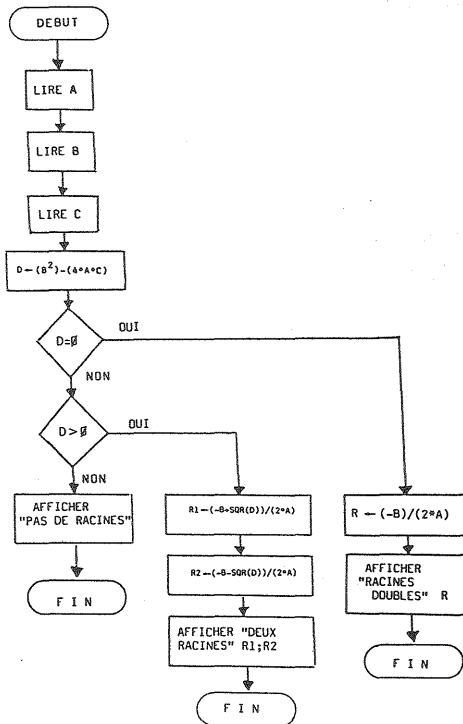 DEBUT
LIRE A
LIRE B
LIRE C
D←(B²)-(4*A*C)
D=Ø
OUI
NON
D>Ø
OUI
NON
AFFICHER
"PAS DE RACINES"
F I N
R1←(-B+SQR(D))/(2*A)
R2←(-B-SQR(D))/(2*A)
AFFICHER "DEUX
RACINES" R1;R2
F I N
R ← (-B)/(2*A)
AFFICHER
"RACINES
DOUBLES" R
F I N